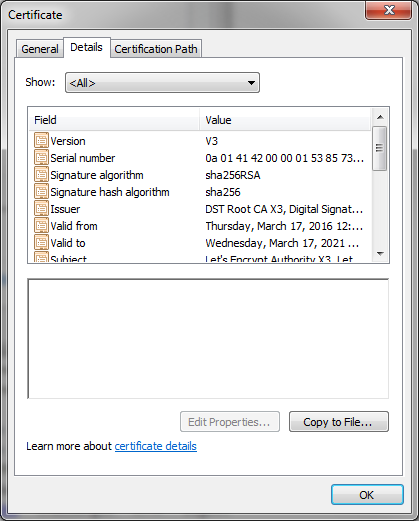 Certificate
General Details Certification Path
Show: <All>
Field Value
Version V3
Serial number 0a 01 41 42 00 00 01 53 85 73...
Signature algorithm sha256RSA
Signature hash algorithm sha256
Issuer DST Root CA X3, Digital Signat...
Valid from Thursday, March 17, 2016 12:...
Valid to Wednesday, March 17, 2021 ...
Subject Let's Encrypt Authority X3, Let
Edit Properties... Copy to File...
Learn more about certificate details
OK